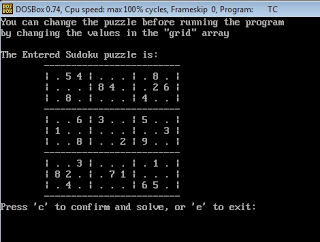 DOSBox 0.74, Cpu speed: max 100% cycles, Frameskip 0, Program: TC
You can change the puzzle before running the program
by changing the values in the "grid" array
The Entered Sudoku puzzle is:
-------------------------
| . 5 4 | . . . | . 8 . |
| . . . | 8 4 . | . 2 6 |
| . 8 . | . . . | 4 . . |
-------------------------
| . . 6 | 3 . . | 5 . . |
| 1 . . | . . . | . . 3 |
| . . 8 | . . 2 | 9 . . |
-------------------------
| . . 3 | . . . | . 1 . |
| 8 2 . | . 7 1 | . . . |
| . 4 . | . . . | 6 5 . |
-------------------------
Press 'c' to confirm and solve, or 'e' to exit: